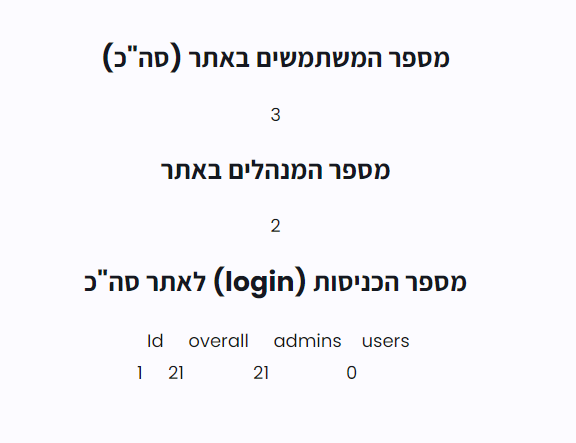 מספר המשתמשים באתר (סה"כ)
3
מספר המנהלים באתר
2
מספר הכניסות (login) לאתר סה"כ
Id overall admins users
1 21 21 0